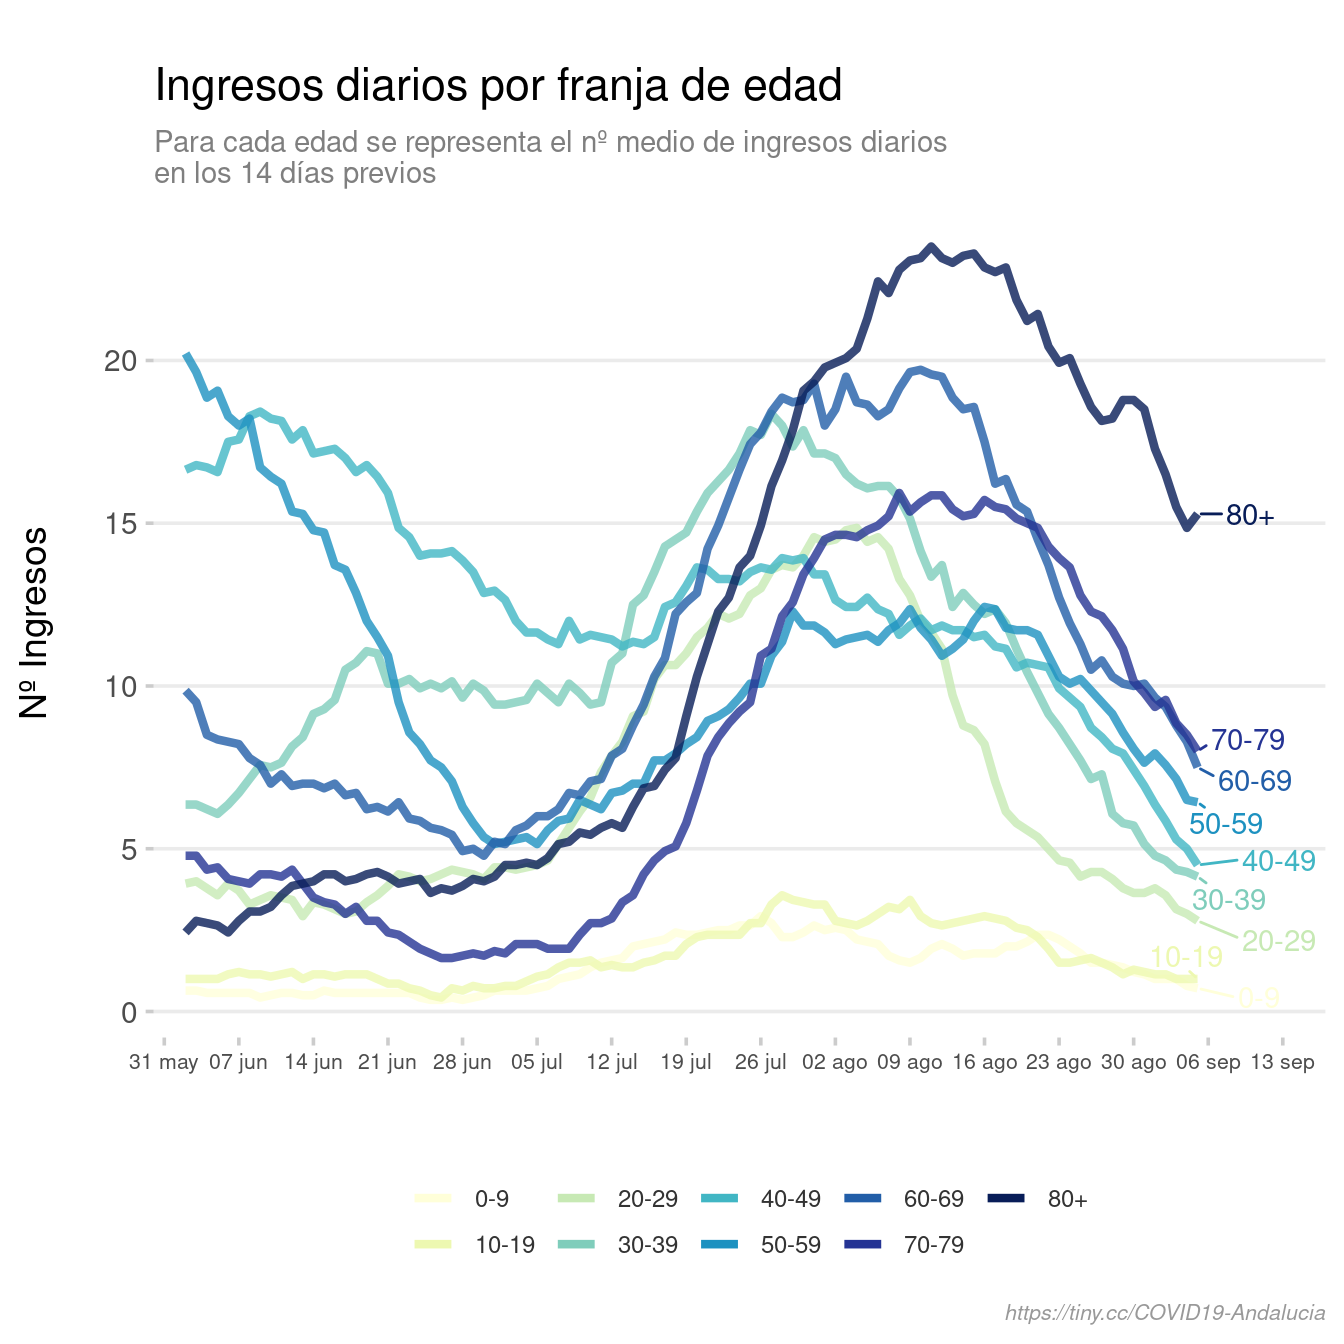 Ingresos diarios por franja de edad
Para cada edad se representa el nº medio de ingresos diarios
en los 14 días previos
Nº Ingresos
20
15
10
5
0
80+
70-79
60-69
50-59
40-49
30-39
20-29
10-19
0-9
31 may 07 jun 14 jun 21 jun 28 jun 05 jul 12 jul 19 jul 26 jul 02 ago 09 ago 16 ago 23 ago 30 ago 06 sep 13 sep
0-9 20-29 40-49 60-69 80+
10-19 30-39 50-59 70-79
https://tiny.cc/COVID19-Andalucia